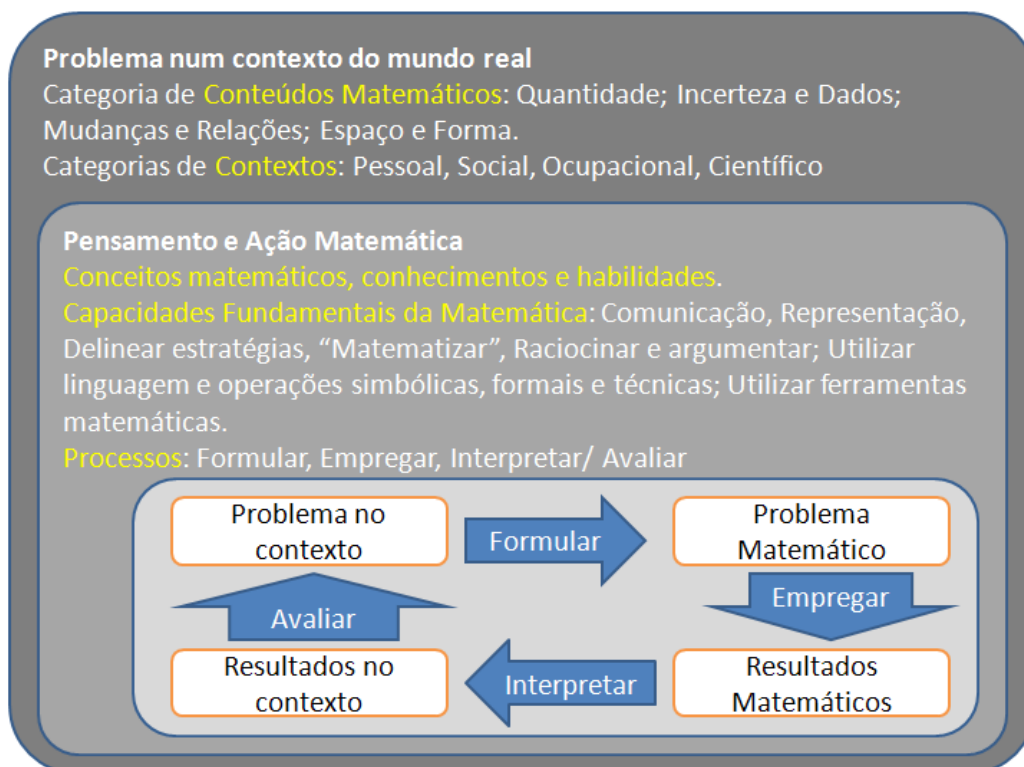 Problema num contexto do mundo real
Categoria de Conteúdos Matemáticos: Quantidade; Incerteza e Dados;
Mudanças e Relações; Espaço e Forma.
Categorias de Contextos: Pessoal, Social, Ocupacional, Científico
Pensamento e Ação Matemática
Conceitos matemáticos, conhecimentos e habilidades.
Capacidades Fundamentais da Matemática: Comunicação, Representação,
Delinear estratégias, “Matematizar”, Raciocinar e argumentar; Utilizar
linguagem e operações simbólicas, formais e técnicas; Utilizar ferramentas
matemáticas.
Processos: Formular, Empregar, Interpretar/ Avaliar
Problema no
contexto
Formular
Problema
Matemático
Empregar
Avaliar
Resultados no
contexto
Interpretar
Resultados
Matemáticos